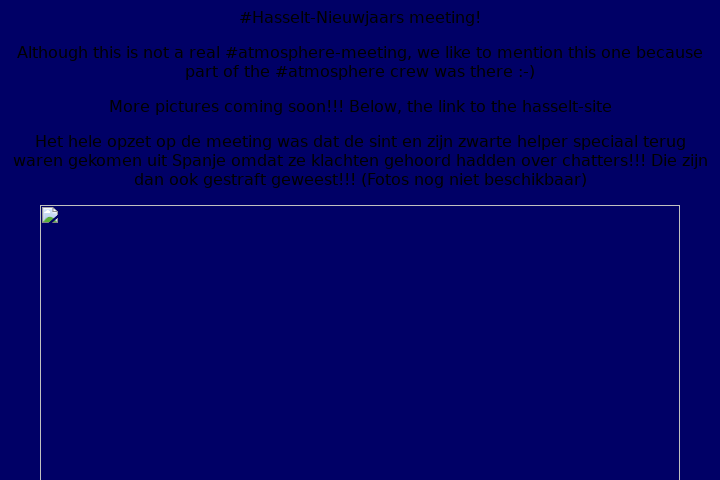 #Hasselt-Nieuwjaars meeting!
Although this is not a real #atmosphere meeting, we like to mention this one because
part of the #atmosphere crew was there :-)
More pictures coming soon!!! Below, the link to the hasselt-site
Het hele opzet op de meeting was dat de sint en zijn zwarte helper speciaal terug
waren gekomen uit Spanje omdat ze klachten gehoord hadden over chatters!!! Die zijn
dan ook gestraft geweest!!! (Fotos nog niet beschikbaar)